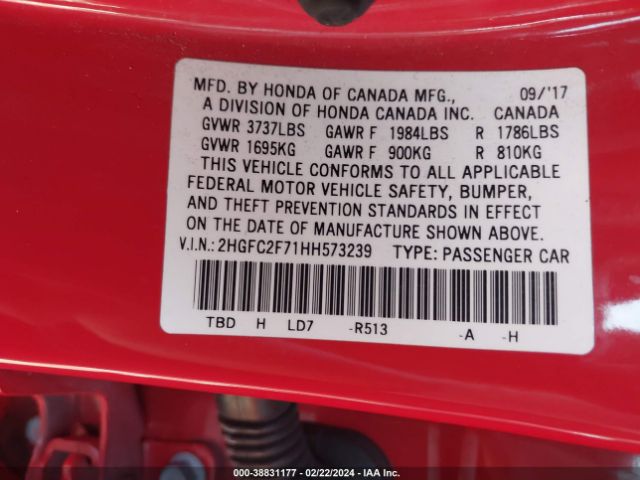 MFD. BY HONDA OF CANADA MFG., 09/'17
A DIVISION OF HONDA CANADA INC. CANADA
GVWR 3737LBS GAWR F 1984LBS R 1786LBS
GVWR 1695KG GAWR F 900KG R 810KG
THIS VEHICLE CONFORMS TO ALL APPLICABLE
FEDERAL MOTOR VEHICLE SAFETY, BUMPER,
AND THEFT PREVENTION STANDARDS IN EFFECT
ON THE DATE OF MANUFACTURE SHOWN ABOVE.
V.I.N.: 2HGFC2F71HH573239 TYPE: PASSENGER CAR
TBD H LD7 -R513 -A -H
000-38831177 - 02/22/2024 - IAA Inc.